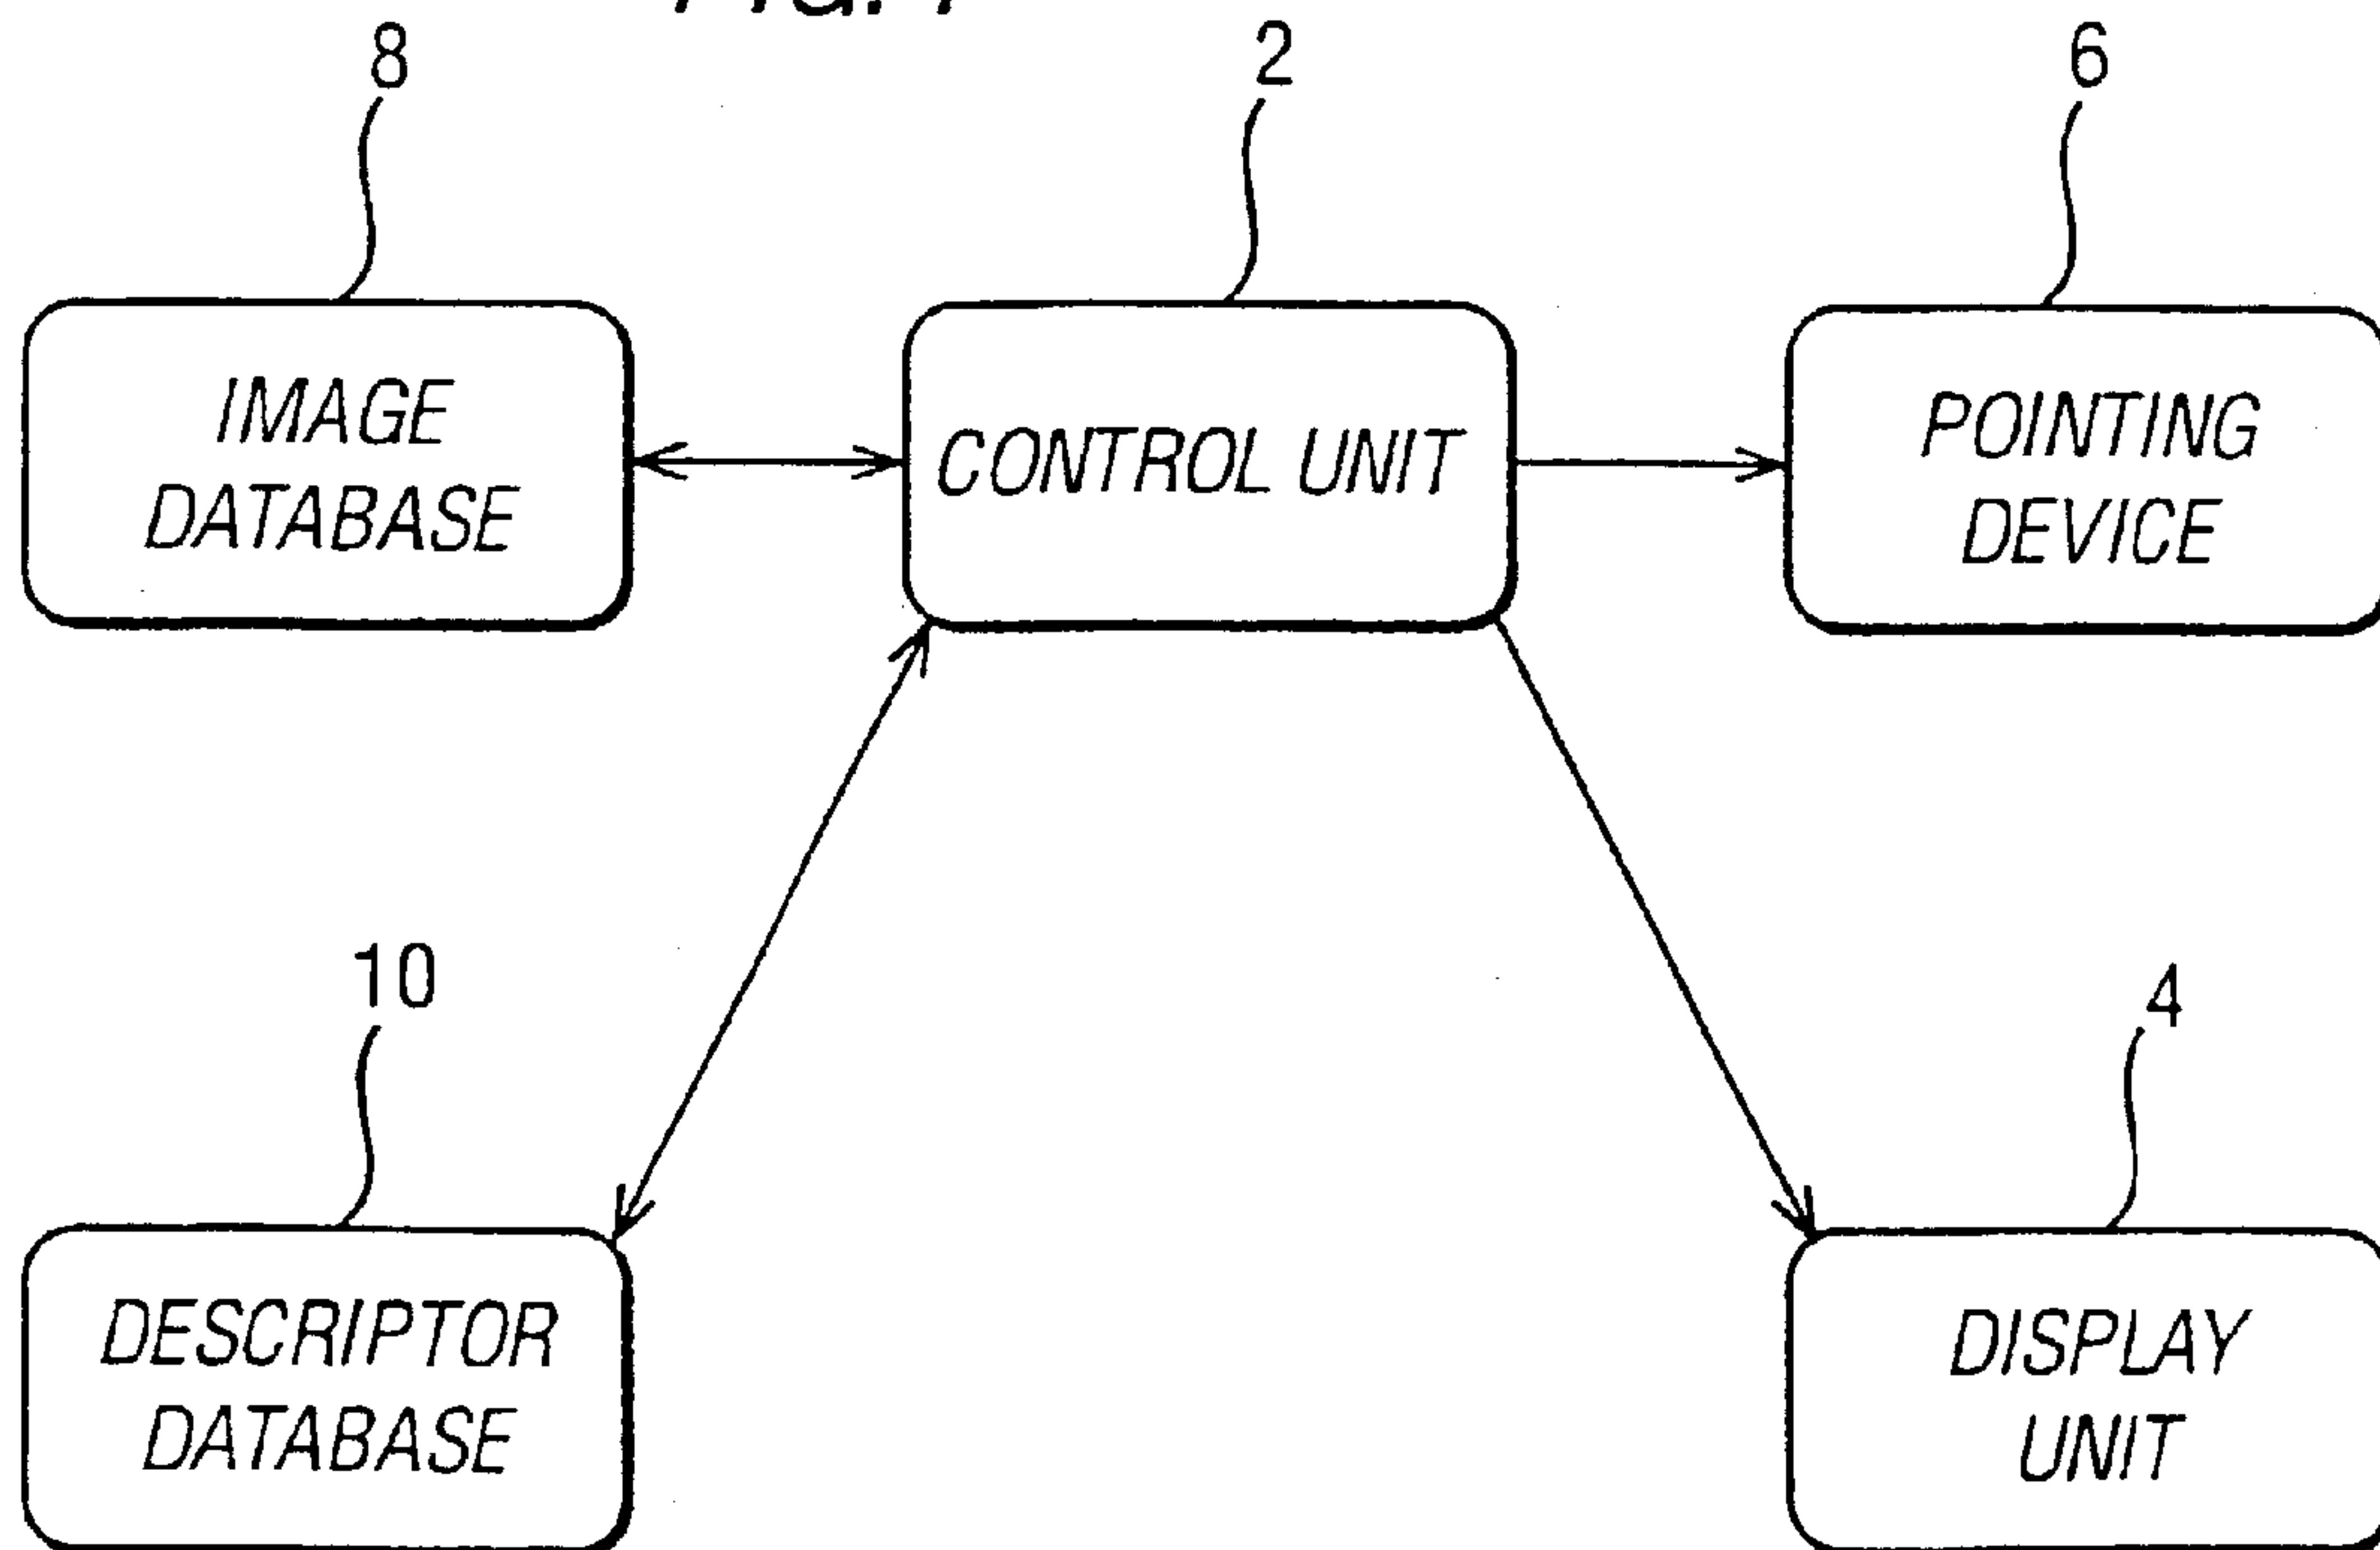 8
2
6
IMAGE
DATABASE
CONTROL UNIT
POINTING
DEVICE
10
4
DESCRIPTOR
DATABASE
DISPLAY
UNIT